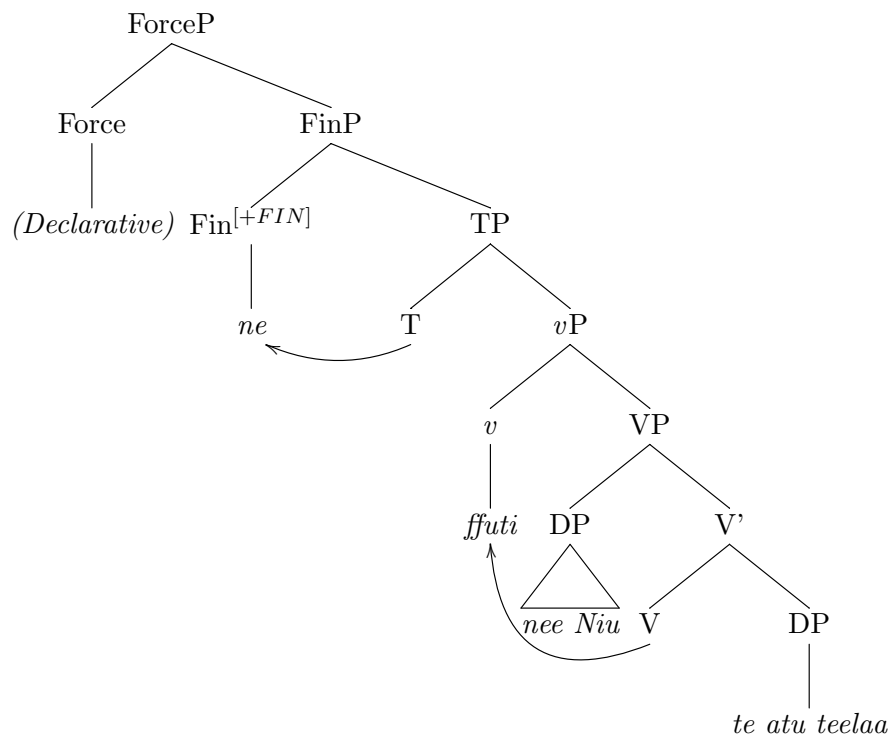 ForceP
Force FinP
(Declarative) Fin[+FIN] TP
ne T vP
v VP
ffuti DP V'
nee Niu V DP
te atu teelaa